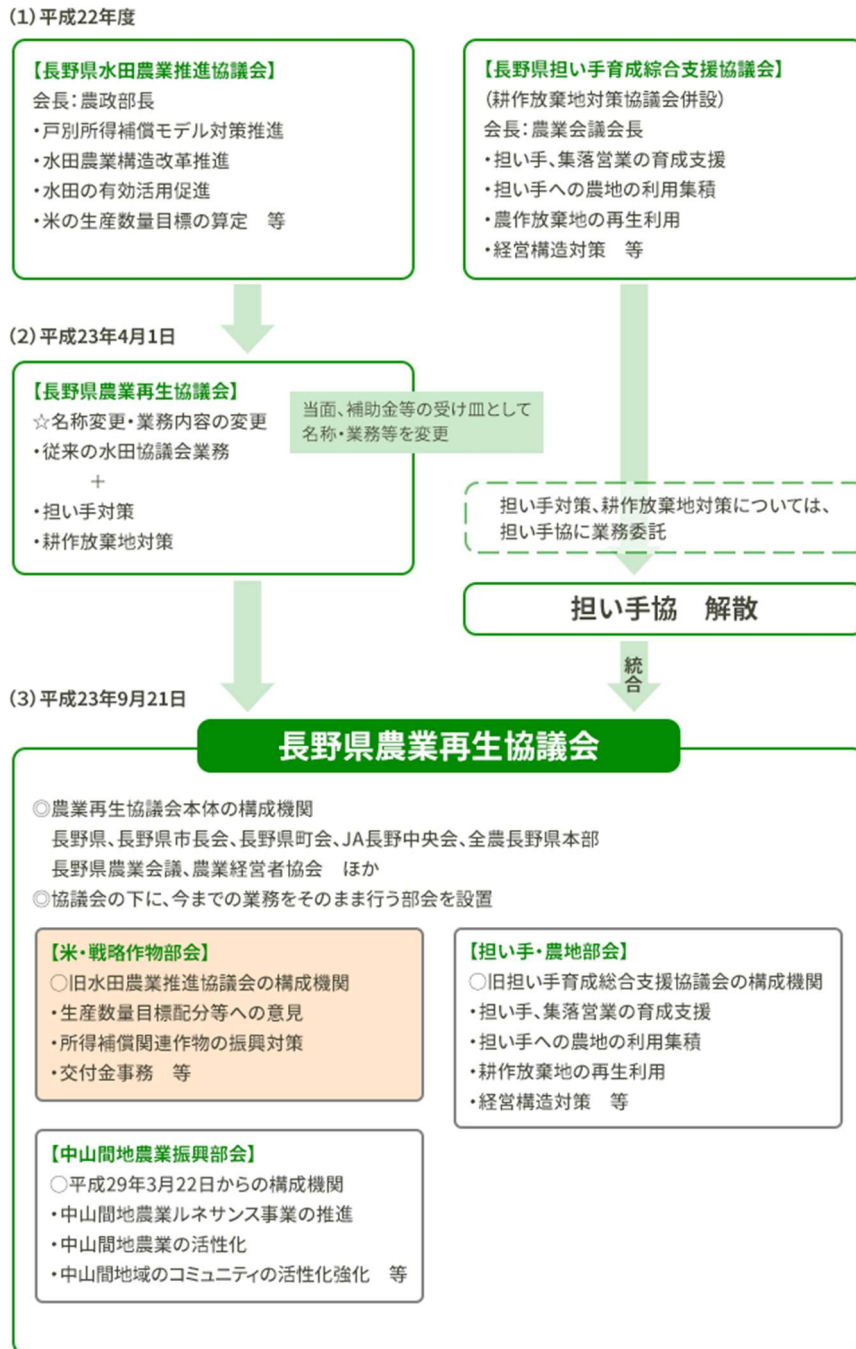 (1)平成22年度
【長野県水田農業推進協議会】
会長:農政部長
・戸別所得補償モデル対策推進
・水田農業構造改革推進
・水田の有効活用促進
・米の生産数量目標の算定　等
【長野県担い手育成綜合支援協議会】
(耕作放棄地対策協議会併設)
会長:農業会議会長
・担い手、集落営業の育成支援
・担い手への農地の利用集積
・農作放棄地の再生利用
・経営構造対策　等
(2)平成23年4月1日
【長野県農業再生協議会】
☆名称変更・業務内容の変更
・従来の水田協議会業務
＋
・担い手対策
・耕作放棄地対策
当面、補助金等の受け皿として
名称・業務等を変更
担い手対策、耕作放棄地対策については、
担い手協に業務委託
担い手協　解散
統合
(3)平成23年9月21日
長野県農業再生協議会
◎農業再生協議会本体の構成機関
長野県、長野県市長会、長野県町会、JA長野中央会、全農長野県本部
長野県農業会議、農業経営者協会　ほか
◎協議会の下に、今までの業務をそのまま行う部会を設置
【米・戦略作物部会】
○旧水田農業推進協議会の構成機関
・生産数量目標配分等への意見
・所得補償関連作物の振興対策
・交付金事務　等
【担い手・農地部会】
○旧担い手育成総合支援協議会の構成機関
・担い手、集落営業の育成支援
・担い手への農地の利用集積
・耕作放棄地の再生利用
・経営構造対策　等
【中山間地農業振興部会】
○平成29年3月22日からの構成機関
・中山間地農業ルネサンス事業の推進
・中山間地農業の活性化
・中山間地域のコミュニティの活性化強化　等